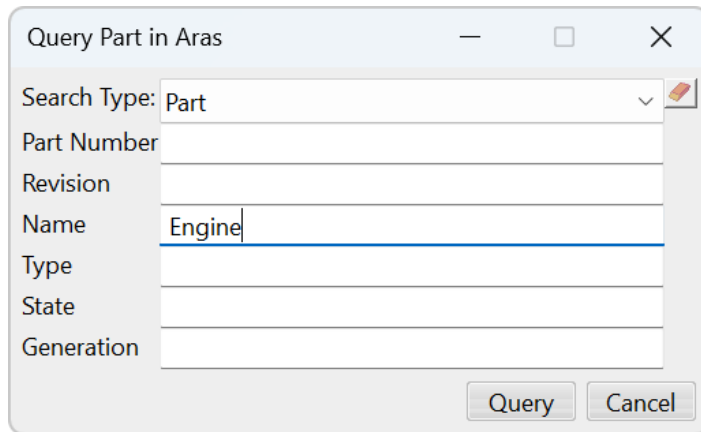 Query Part in Aras
Search Type: Part
Part Number
Revision
Name Engine
Type
State
Generation
Query Cancel